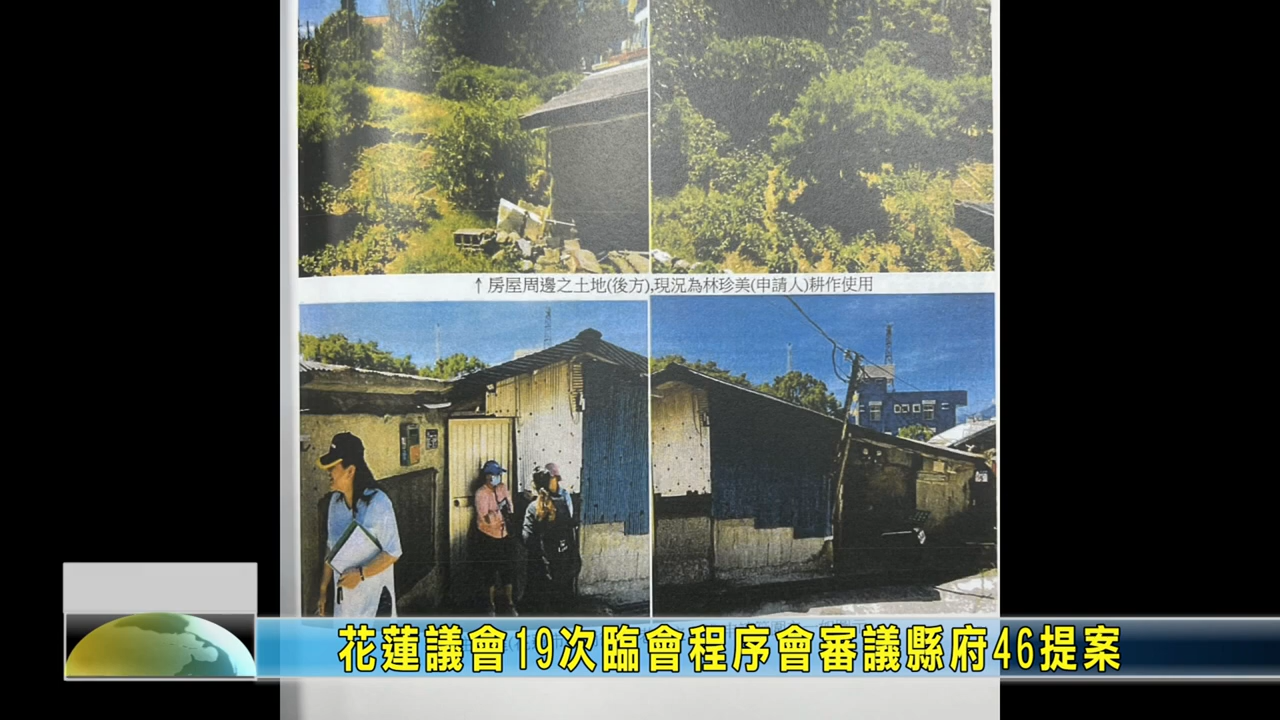 ↑房屋周邊之土地(後方),現況為林珍美(申請人)耕作使用
花蓮議會19次臨會程序會審議縣府46提案